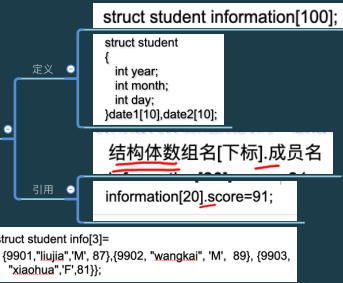 struct student information[100];
struct student
{
int year;
int month;
int day;
}date1[10],date2[10];
定义
结构体数组名[下标].成员名
引用
information[20].score=91;
struct student info[3]=
{9901,"liujia",'M', 87},{9902, "wangkai", 'M', 89}, {9903,
"xiaohua",'F',81}};